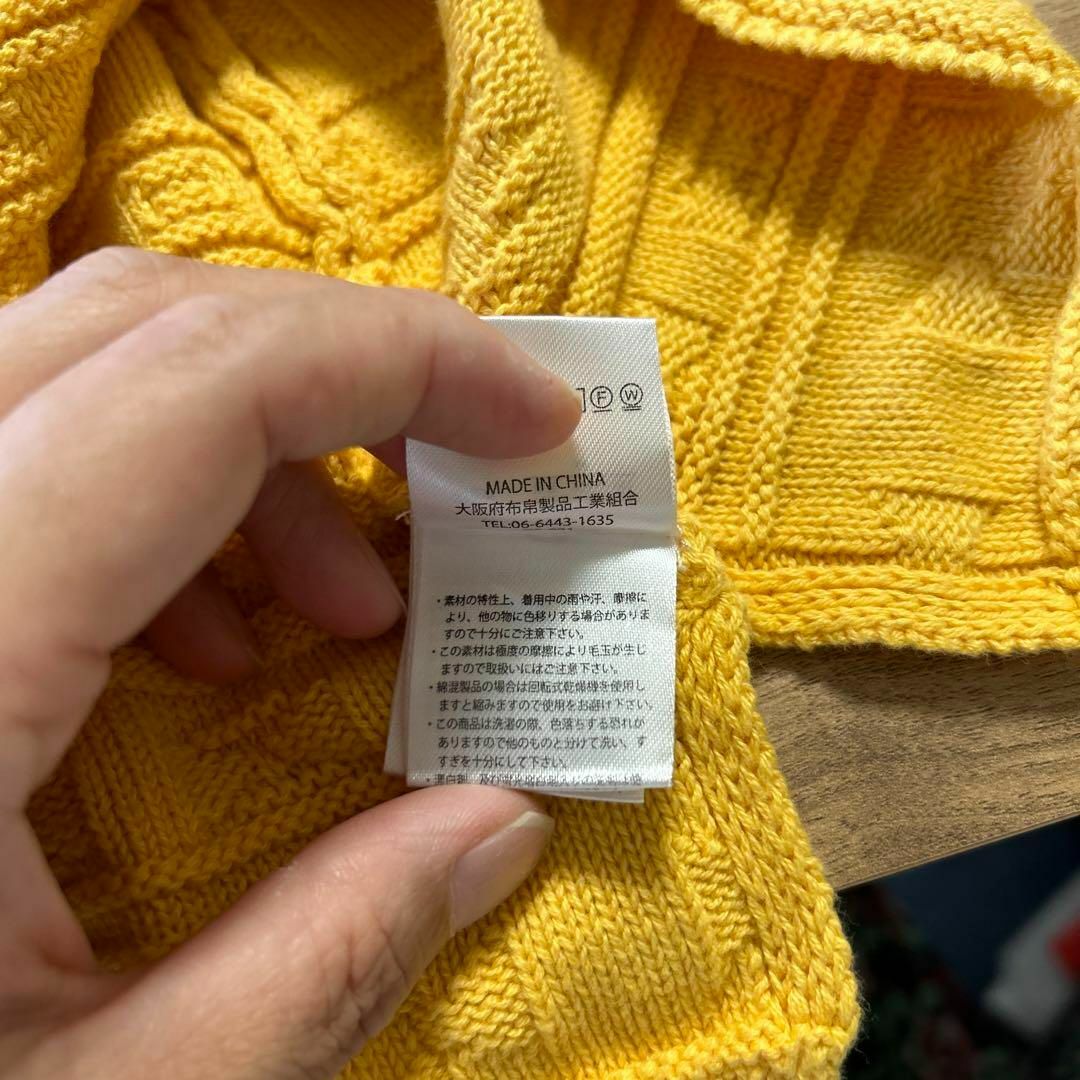 F W
MADE IN CHINA
大阪府布帛製品工業組合
TEL:06-6443-1635
・素材の特性上、着用中の雨や汗、摩擦に
より、他の物に色移りする場合がありま
すので十分にご注意下さい。
・この素材は極度の摩擦により毛玉が生じ
ますので取扱いにはご注意下さい。
・綿混製品の場合は回転式乾燥機を使用し
ますと縮みますので使用をお避け下さい。
・この商品は洗濯の際、色落ちする恐れが
ありますので他のものと分けて洗い、す
すぎを十分にして下さい。
・漂白剤、及び